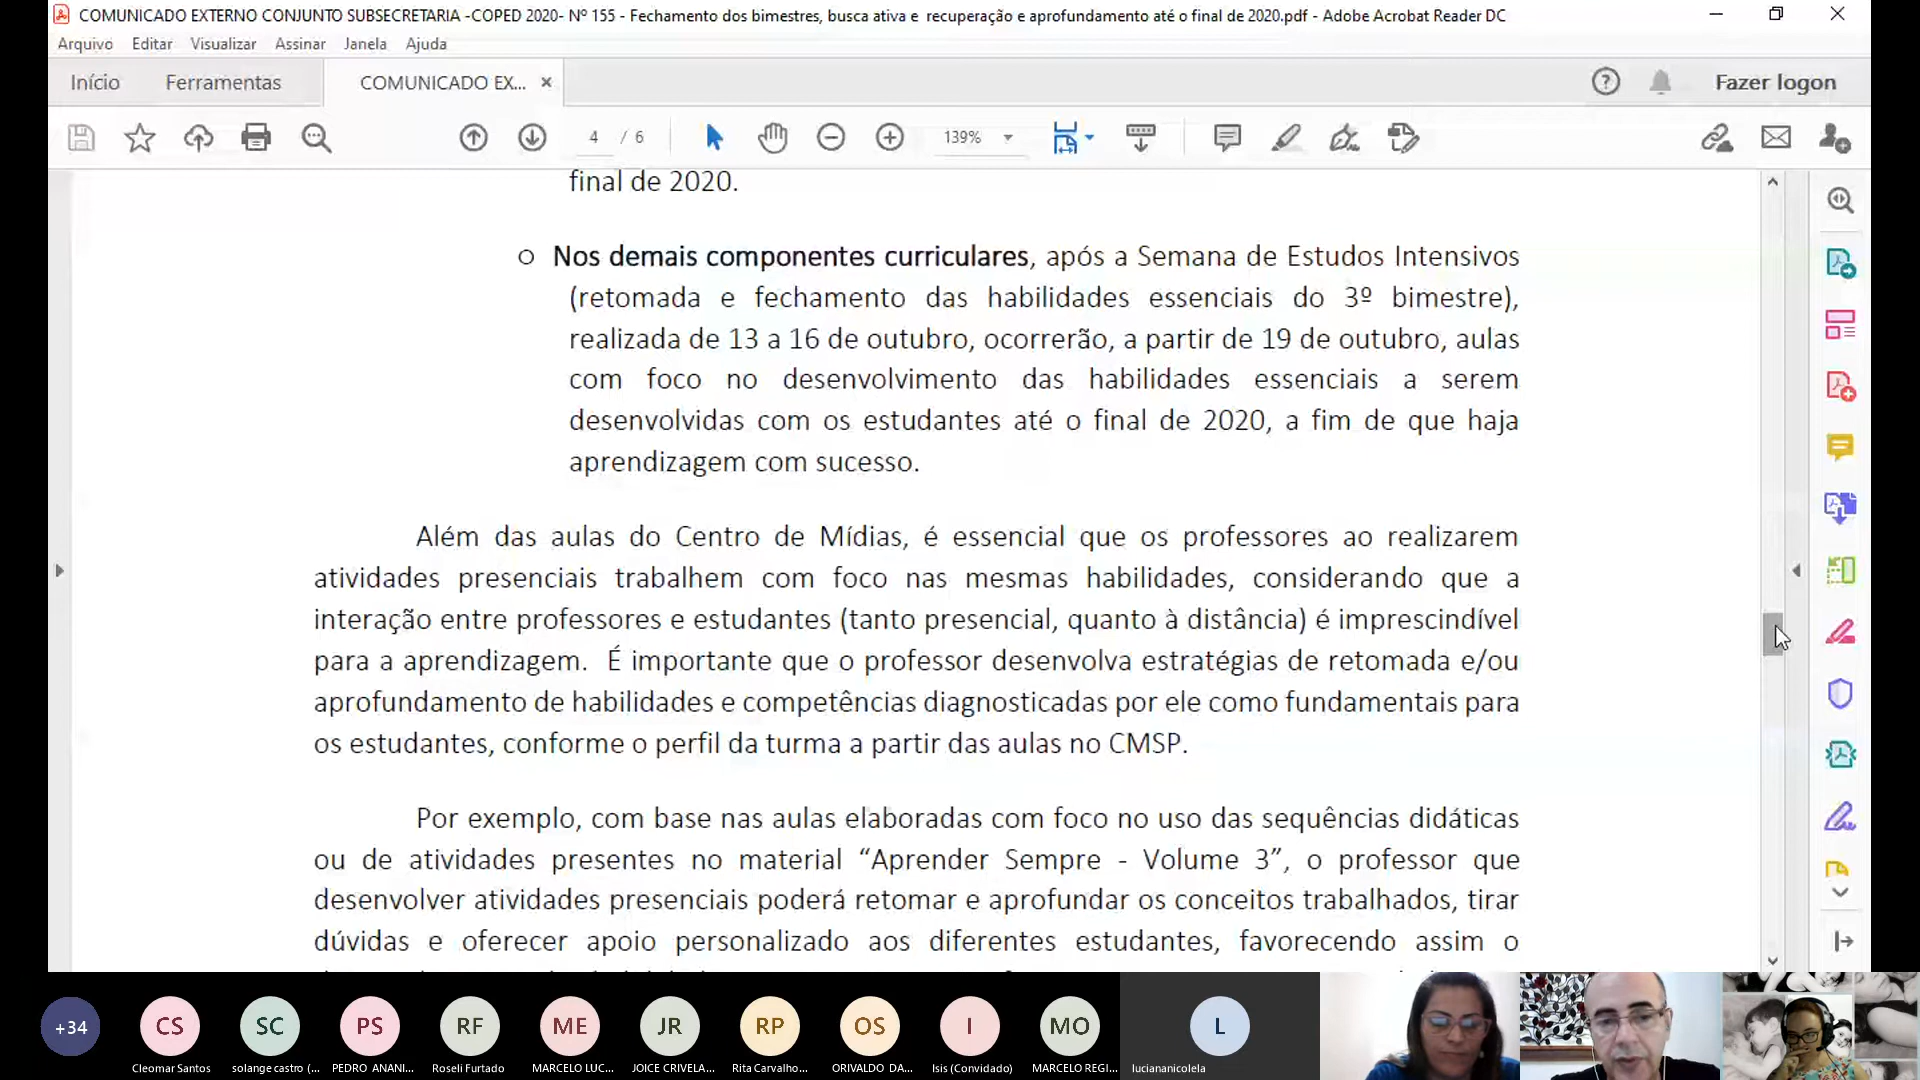 COMUNICADO EXTERNO CONJUNTO SUBSECRETARIA -COPED 2020- Nº 155 - Fechamento dos bimestres, busca ativa e recuperação e aprofundamento até o final de 2020.pdf - Adobe Acrobat Reader DC
Arquivo Editar Visualizar Assinar Janela Ajuda
Início Ferramentas COMUNICADO EX... × Fazer logon
4 / 6 139%
final de 2020.
o Nos demais componentes curriculares, após a Semana de Estudos Intensivos
(retomada e fechamento das habilidades essenciais do 3º bimestre),
realizada de 13 a 16 de outubro, ocorrerão, a partir de 19 de outubro, aulas
com foco no desenvolvimento das habilidades essenciais a serem
desenvolvidas com os estudantes até o final de 2020, a fim de que haja
aprendizagem com sucesso.
Além das aulas do Centro de Mídias, é essencial que os professores ao realizarem
atividades presenciais trabalhem com foco nas mesmas habilidades, considerando que a
interação entre professores e estudantes (tanto presencial, quanto à distância) é imprescindível
para a aprendizagem. É importante que o professor desenvolva estratégias de retomada e/ou
aprofundamento de habilidades e competências diagnosticadas por ele como fundamentais para
os estudantes, conforme o perfil da turma a partir das aulas no CMSP.
Por exemplo, com base nas aulas elaboradas com foco no uso das sequências didáticas
ou de atividades presentes no material “Aprender Sempre - Volume 3”, o professor que
desenvolver atividades presenciais poderá retomar e aprofundar os conceitos trabalhados, tirar
dúvidas e oferecer apoio personalizado aos diferentes estudantes, favorecendo assim o
+34 CS SC PS RF ME JR RP OS I MO L
Cleomar Santos solange castro (... PEDRO ANANI... Roseli Furtado MARCELO LUC... JOICE CRIVELA... Rita Carvalho... ORIVALDO DA... Isis (Convidado) MARCELO REGI... luciananicolela